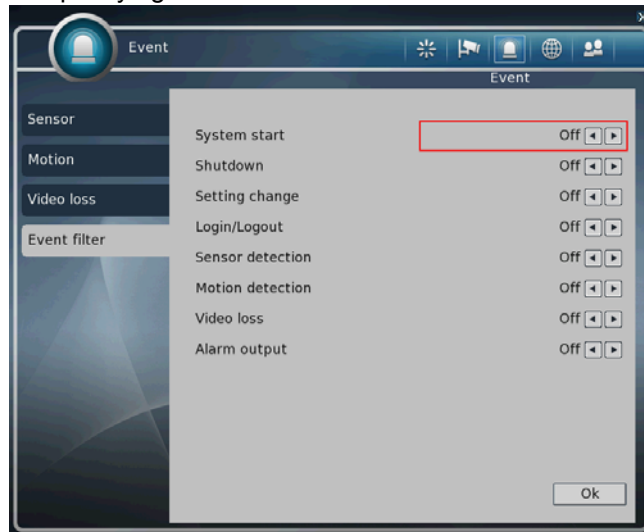 Event
Event
Sensor
Motion
Video loss
Event filter
System start Off
Shutdown Off
Setting change Off
Login/Logout Off
Sensor detection Off
Motion detection Off
Video loss Off
Alarm output Off
Ok